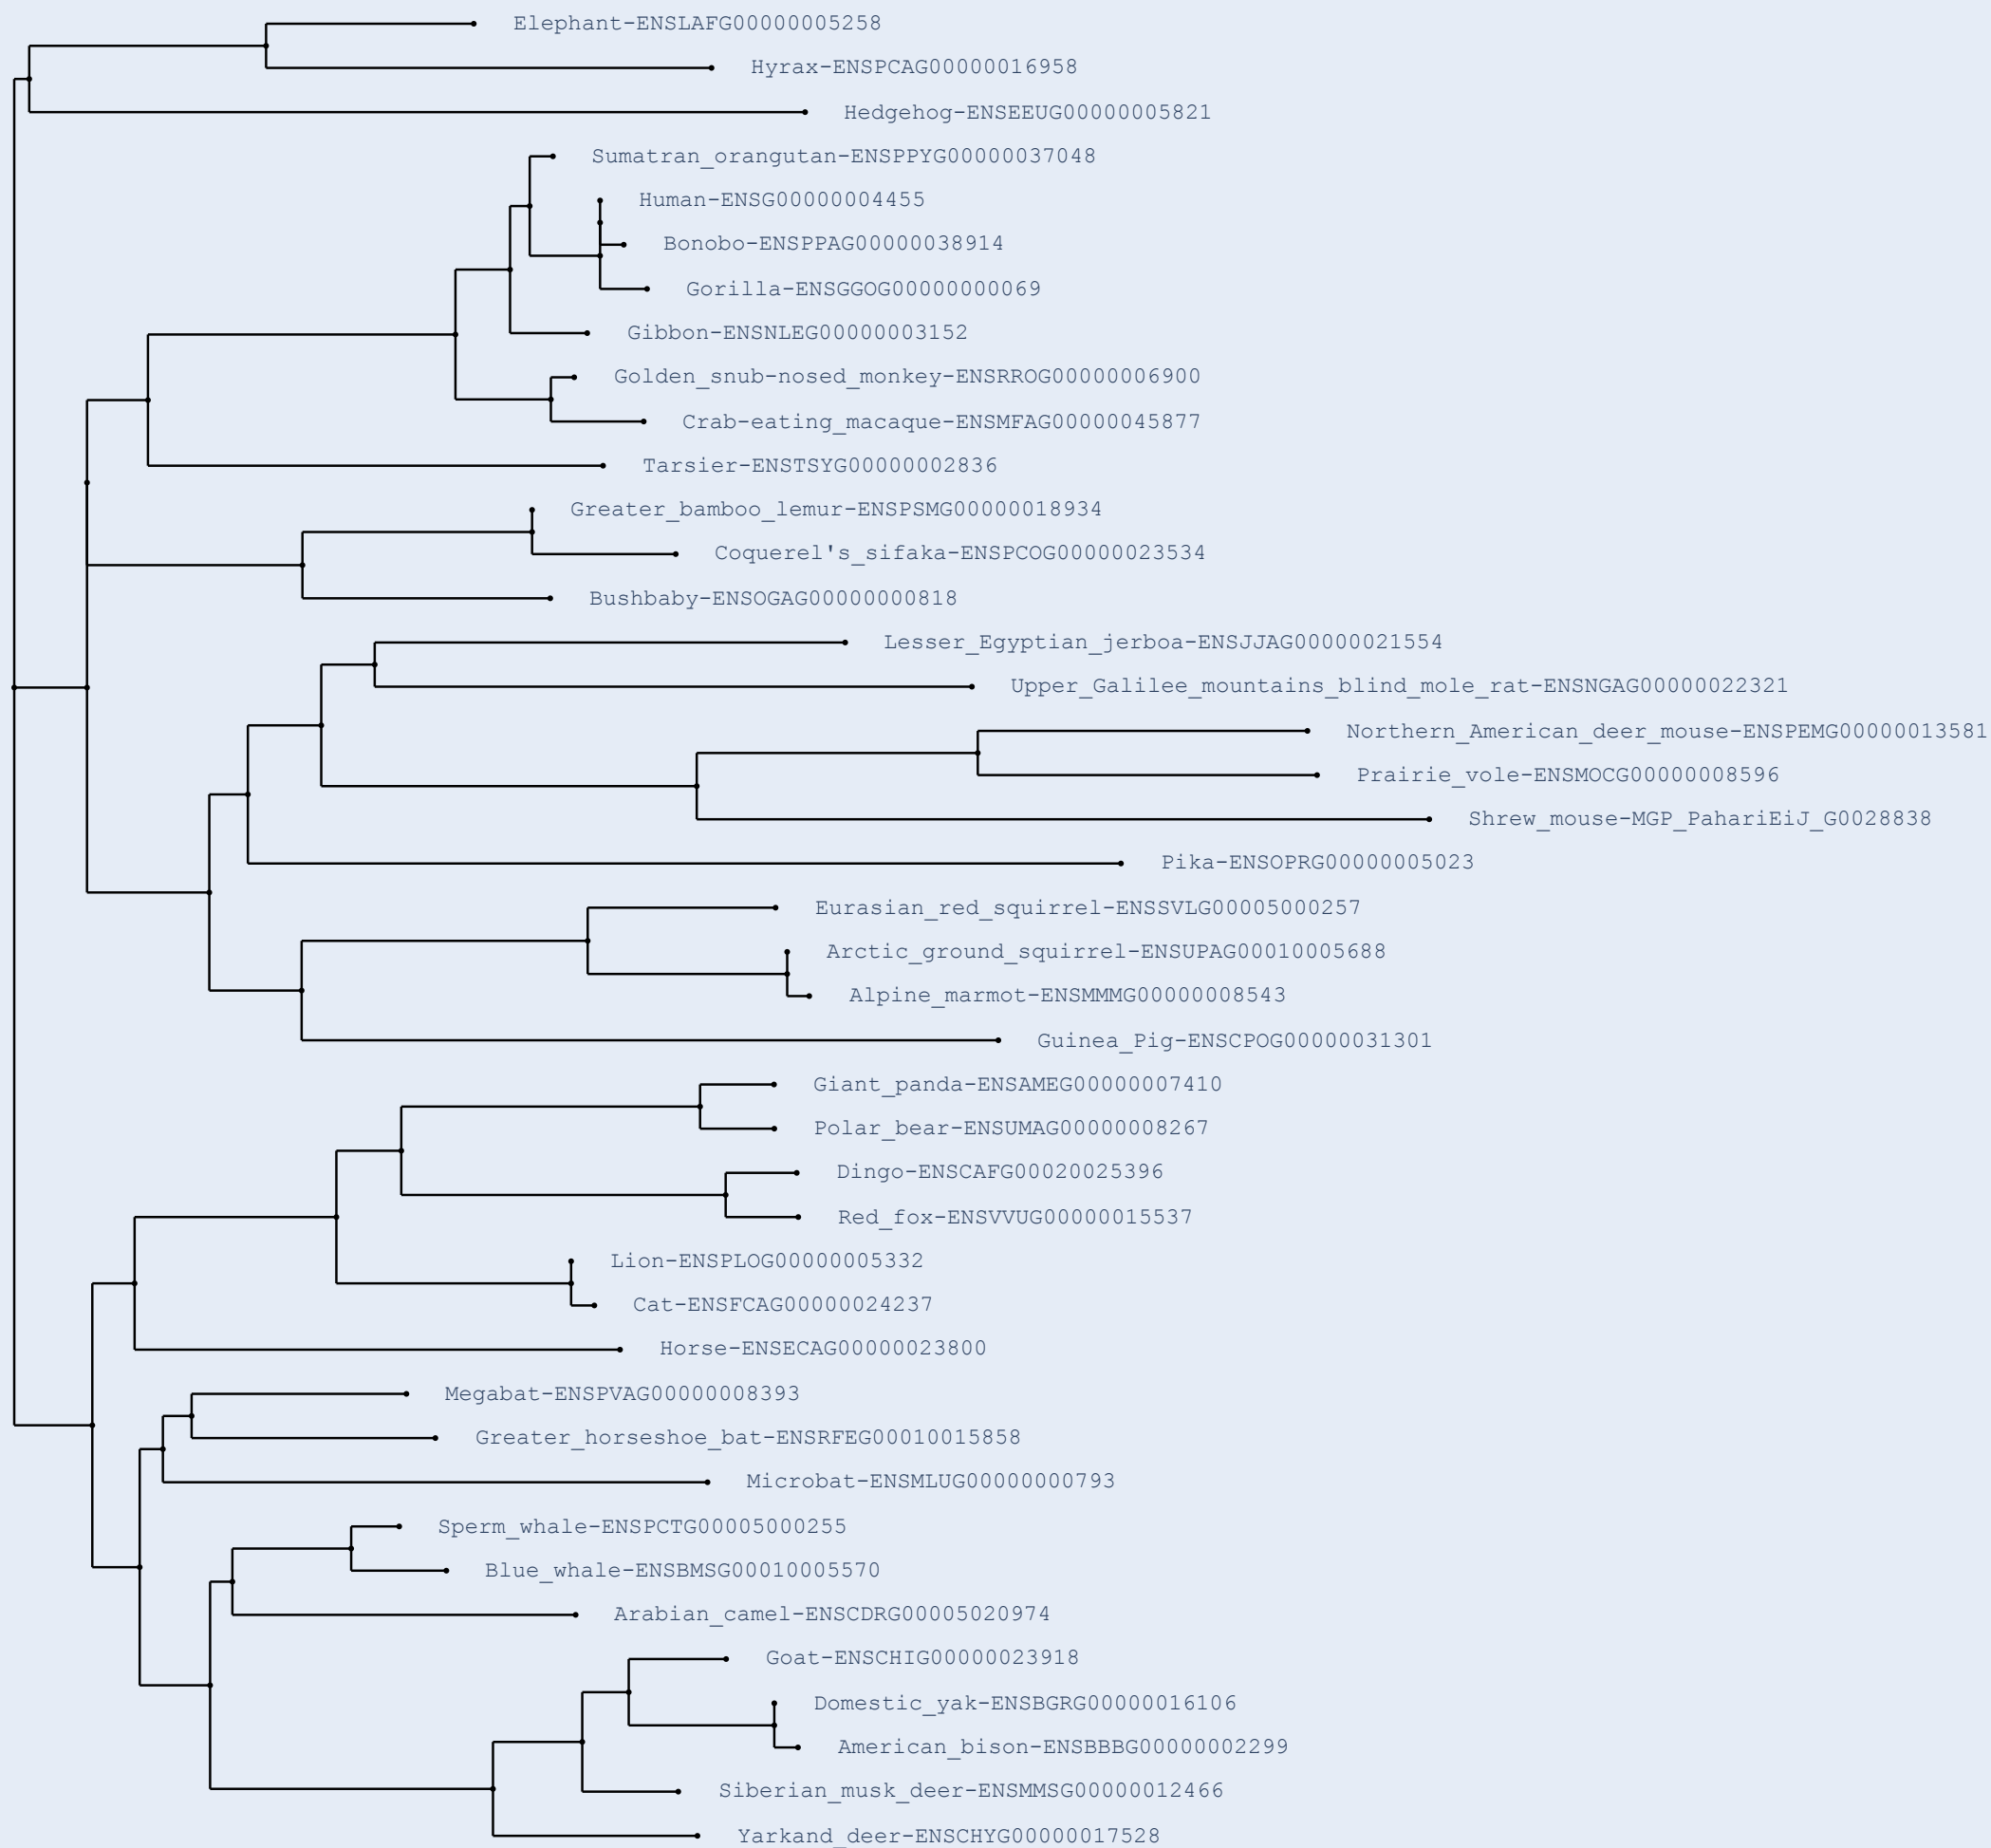 Elephant-ENSLAFG00000005258
Hyrax-ENSPCAG00000016958
Hedgehog-ENSEEUG00000005821
Sumatran_orangutan-ENSPPYG00000037048
Human-ENSG00000004455
Bonobo-ENSPPAG00000038914
Gorilla-ENSGGOG00000000069
Gibbon-ENSNLEG00000003152
Golden_snub-nosed_monkey-ENSRROG00000006900
Crab-eating_macaque-ENSMFAG00000045877
Tarsier-ENSTSYG00000002836
Greater_bamboo_lemur-ENSPSMG00000018934
Coquerel's_sifaka-ENSPCOG00000023534
Bushbaby-ENSOGAG00000000818
Lesser_Egyptian_jerboa-ENSJJAG00000021554
Upper_Galilee_mountains_blind_mole_rat-ENSNGAG00000022321
Northern_American_deer_mouse-ENSPEMG00000013581
Prairie_vole-ENSMOCG00000008596
Shrew_mouse-MGP_PahariEiJ_G0028838
Pika-ENSOPRG00000005023
Eurasian_red_squirrel-ENSSVLG00005000257
Arctic_ground_squirrel-ENSUPAG00010005688
Alpine_marmot-ENSMMMG00000008543
Guinea_Pig-ENSCPOG00000031301
Giant_panda-ENSAMEG00000007410
Polar_bear-ENSUMAG00000008267
Dingo-ENSCAFG00020025396
Red_fox-ENSVVUG00000015537
Lion-ENSPLOG00000005332
Cat-ENSFCAG00000024237
Horse-ENSECAG00000023800
Megabat-ENSPVAG00000008393
Greater_horseshoe_bat-ENSRFEG00010015858
Microbat-ENSMLUG00000000793
Sperm_whale-ENSPCTG00005000255
Blue_whale-ENSBMSG00010005570
Arabian_camel-ENSCDRG00005020974
Goat-ENSCHIG00000023918
Domestic_yak-ENSBGRG00000016106
American_bison-ENSBBBG00000002299
Siberian_musk_deer-ENSMMSG00000012466
Yarkand_deer-ENSCHYG00000017528